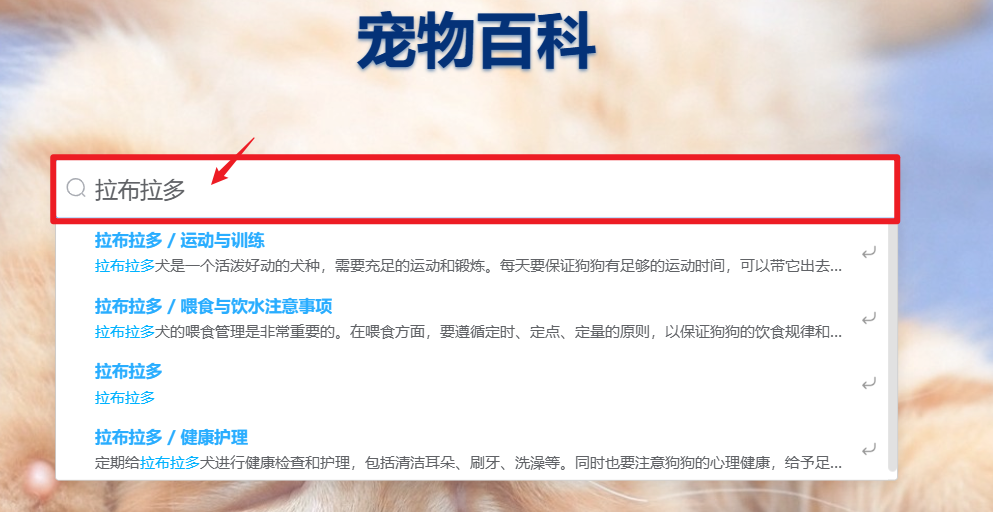 宠物百科
拉布拉多
拉布拉多 / 运动与训练
拉布拉多犬是一个活泼好动的犬种，需要充足的运动和锻炼。每天要保证狗狗有足够的运动时间，可以带它出去...
拉布拉多 / 喂食与饮水注意事项
拉布拉多犬的喂食管理是非常重要的。在喂食方面，要遵循定时、定点、定量的原则，以保证狗狗的饮食规律和...
拉布拉多
拉布拉多
拉布拉多 / 健康护理
定期给拉布拉多犬进行健康检查和护理，包括清洁耳朵、刷牙、洗澡等。同时也要注意狗狗的心理健康，给予足...